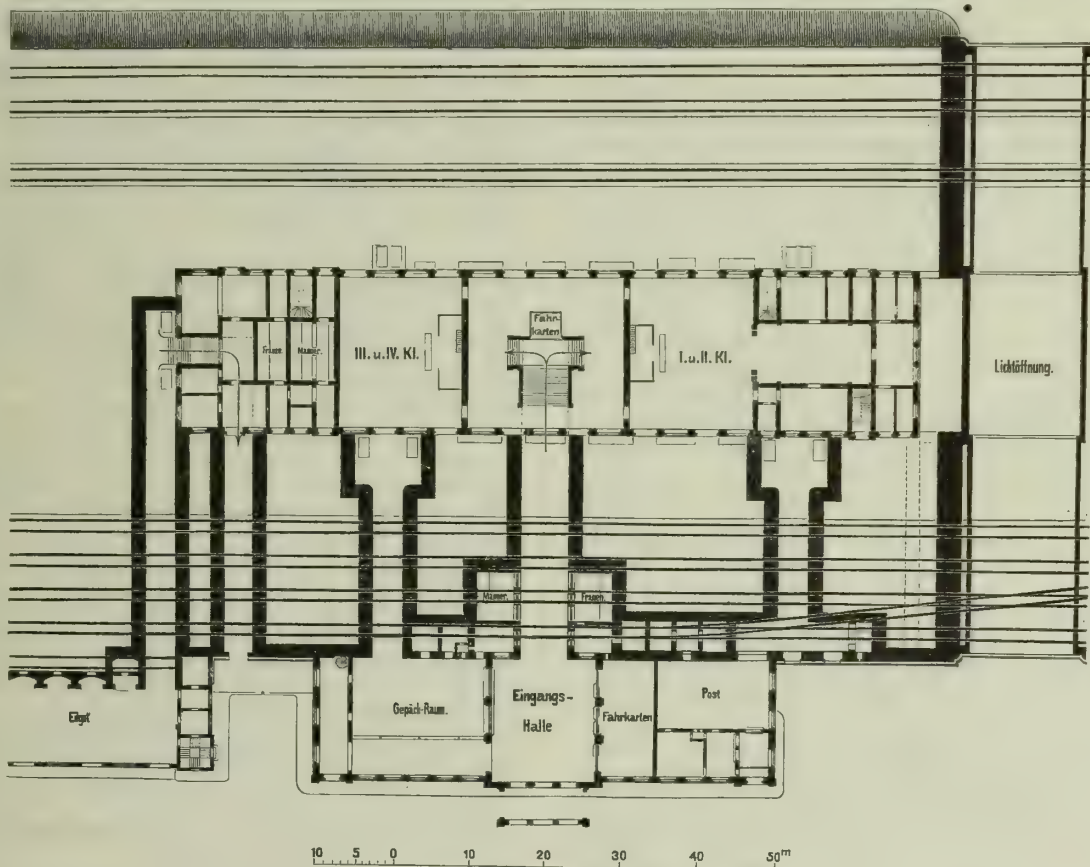 Fahr-
karten
III. u. IV. Kl.
I. u. II. Kl.
Lichtöffnung.
Frauen
Männer.
Männer.
Frauen.
Eilgut
Gepäck-Raum.
Eingangs-
Halle
Fahrkarten
Post
10 5 0 10 20 30 40 50m